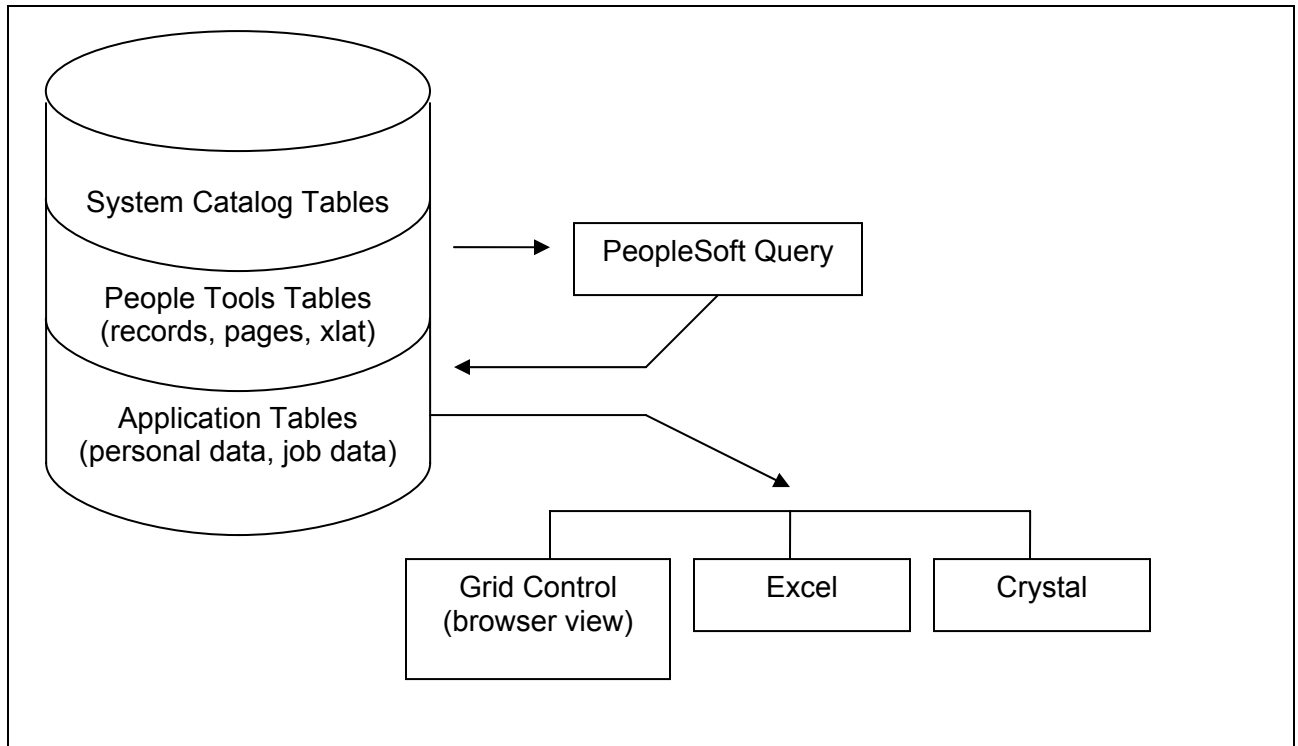 System Catalog Tables
PeopleSoft Query
People Tools Tables
(records, pages, xlat)
Application Tables
(personal data, job data)
Grid Control
(browser view)
Excel
Crystal